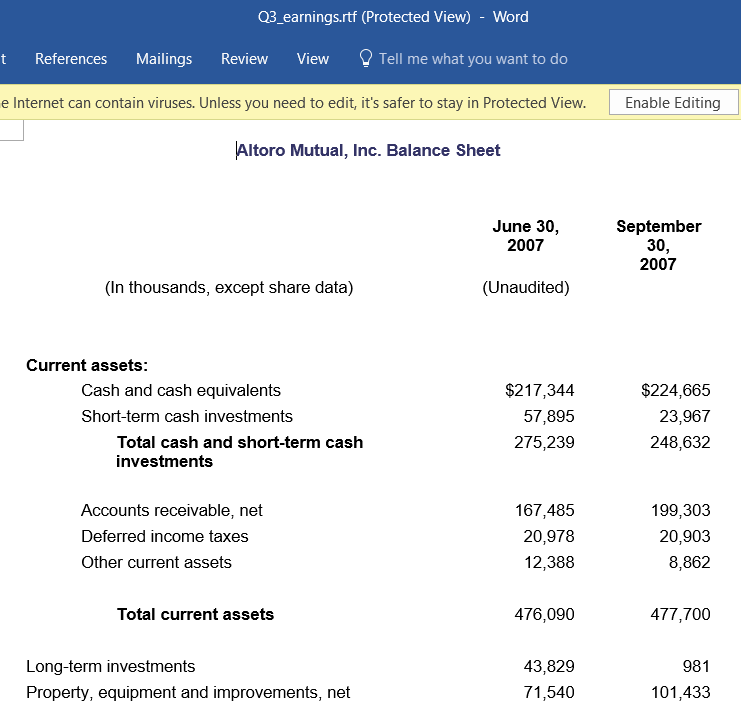 Q3_earnings.rtf (Protected View) - Word
t References Mailings Review View Tell me what you want to do
e Internet can contain viruses. Unless you need to edit, it's safer to stay in Protected View. Enable Editing
Altoro Mutual, Inc. Balance Sheet
June 30, September
2007 30,
2007
(In thousands, except share data) (Unaudited)
Current assets:
Cash and cash equivalents $217,344 $224,665
Short-term cash investments 57,895 23,967
Total cash and short-term cash 275,239 248,632
investments
Accounts receivable, net 167,485 199,303
Deferred income taxes 20,978 20,903
Other current assets 12,388 8,862
Total current assets 476,090 477,700
Long-term investments 43,829 981
Property, equipment and improvements, net 71,540 101,433